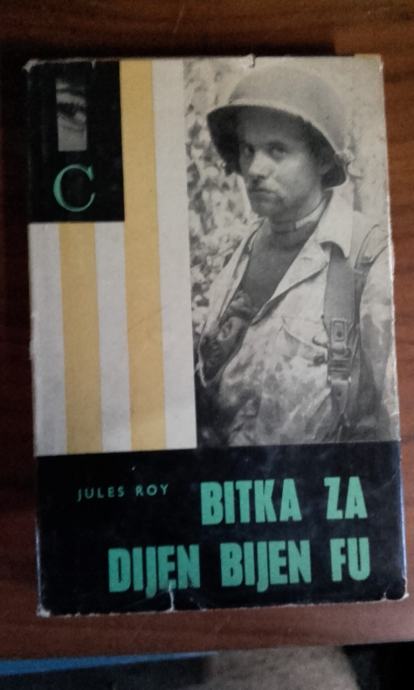 C
JULES ROY
BITKA ZA
DIJEN BIJEN FU